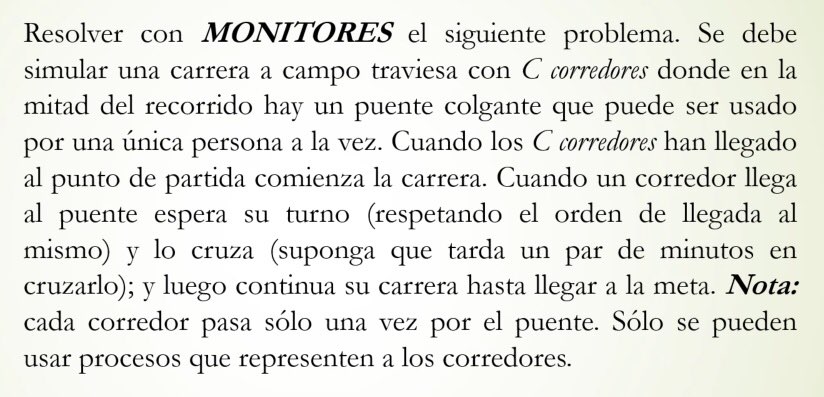 Resolver con MONITORES el siguiente problema. Se debe
simular una carrera a campo traviesa con C corredores donde en la
mitad del recorrido hay un puente colgante que puede ser usado
por una única persona a la vez. Cuando los C corredores han llegado
al punto de partida comienza la carrera. Cuando un corredor llega
al puente espera su turno (respetando el orden de llegada al
mismo) y lo cruza (suponga que tarda un par de minutos en
cruzarlo); y luego continua su carrera hasta llegar a la meta. Nota:
cada corredor pasa sólo una vez por el puente. Sólo se pueden
usar procesos que representen a los corredores.